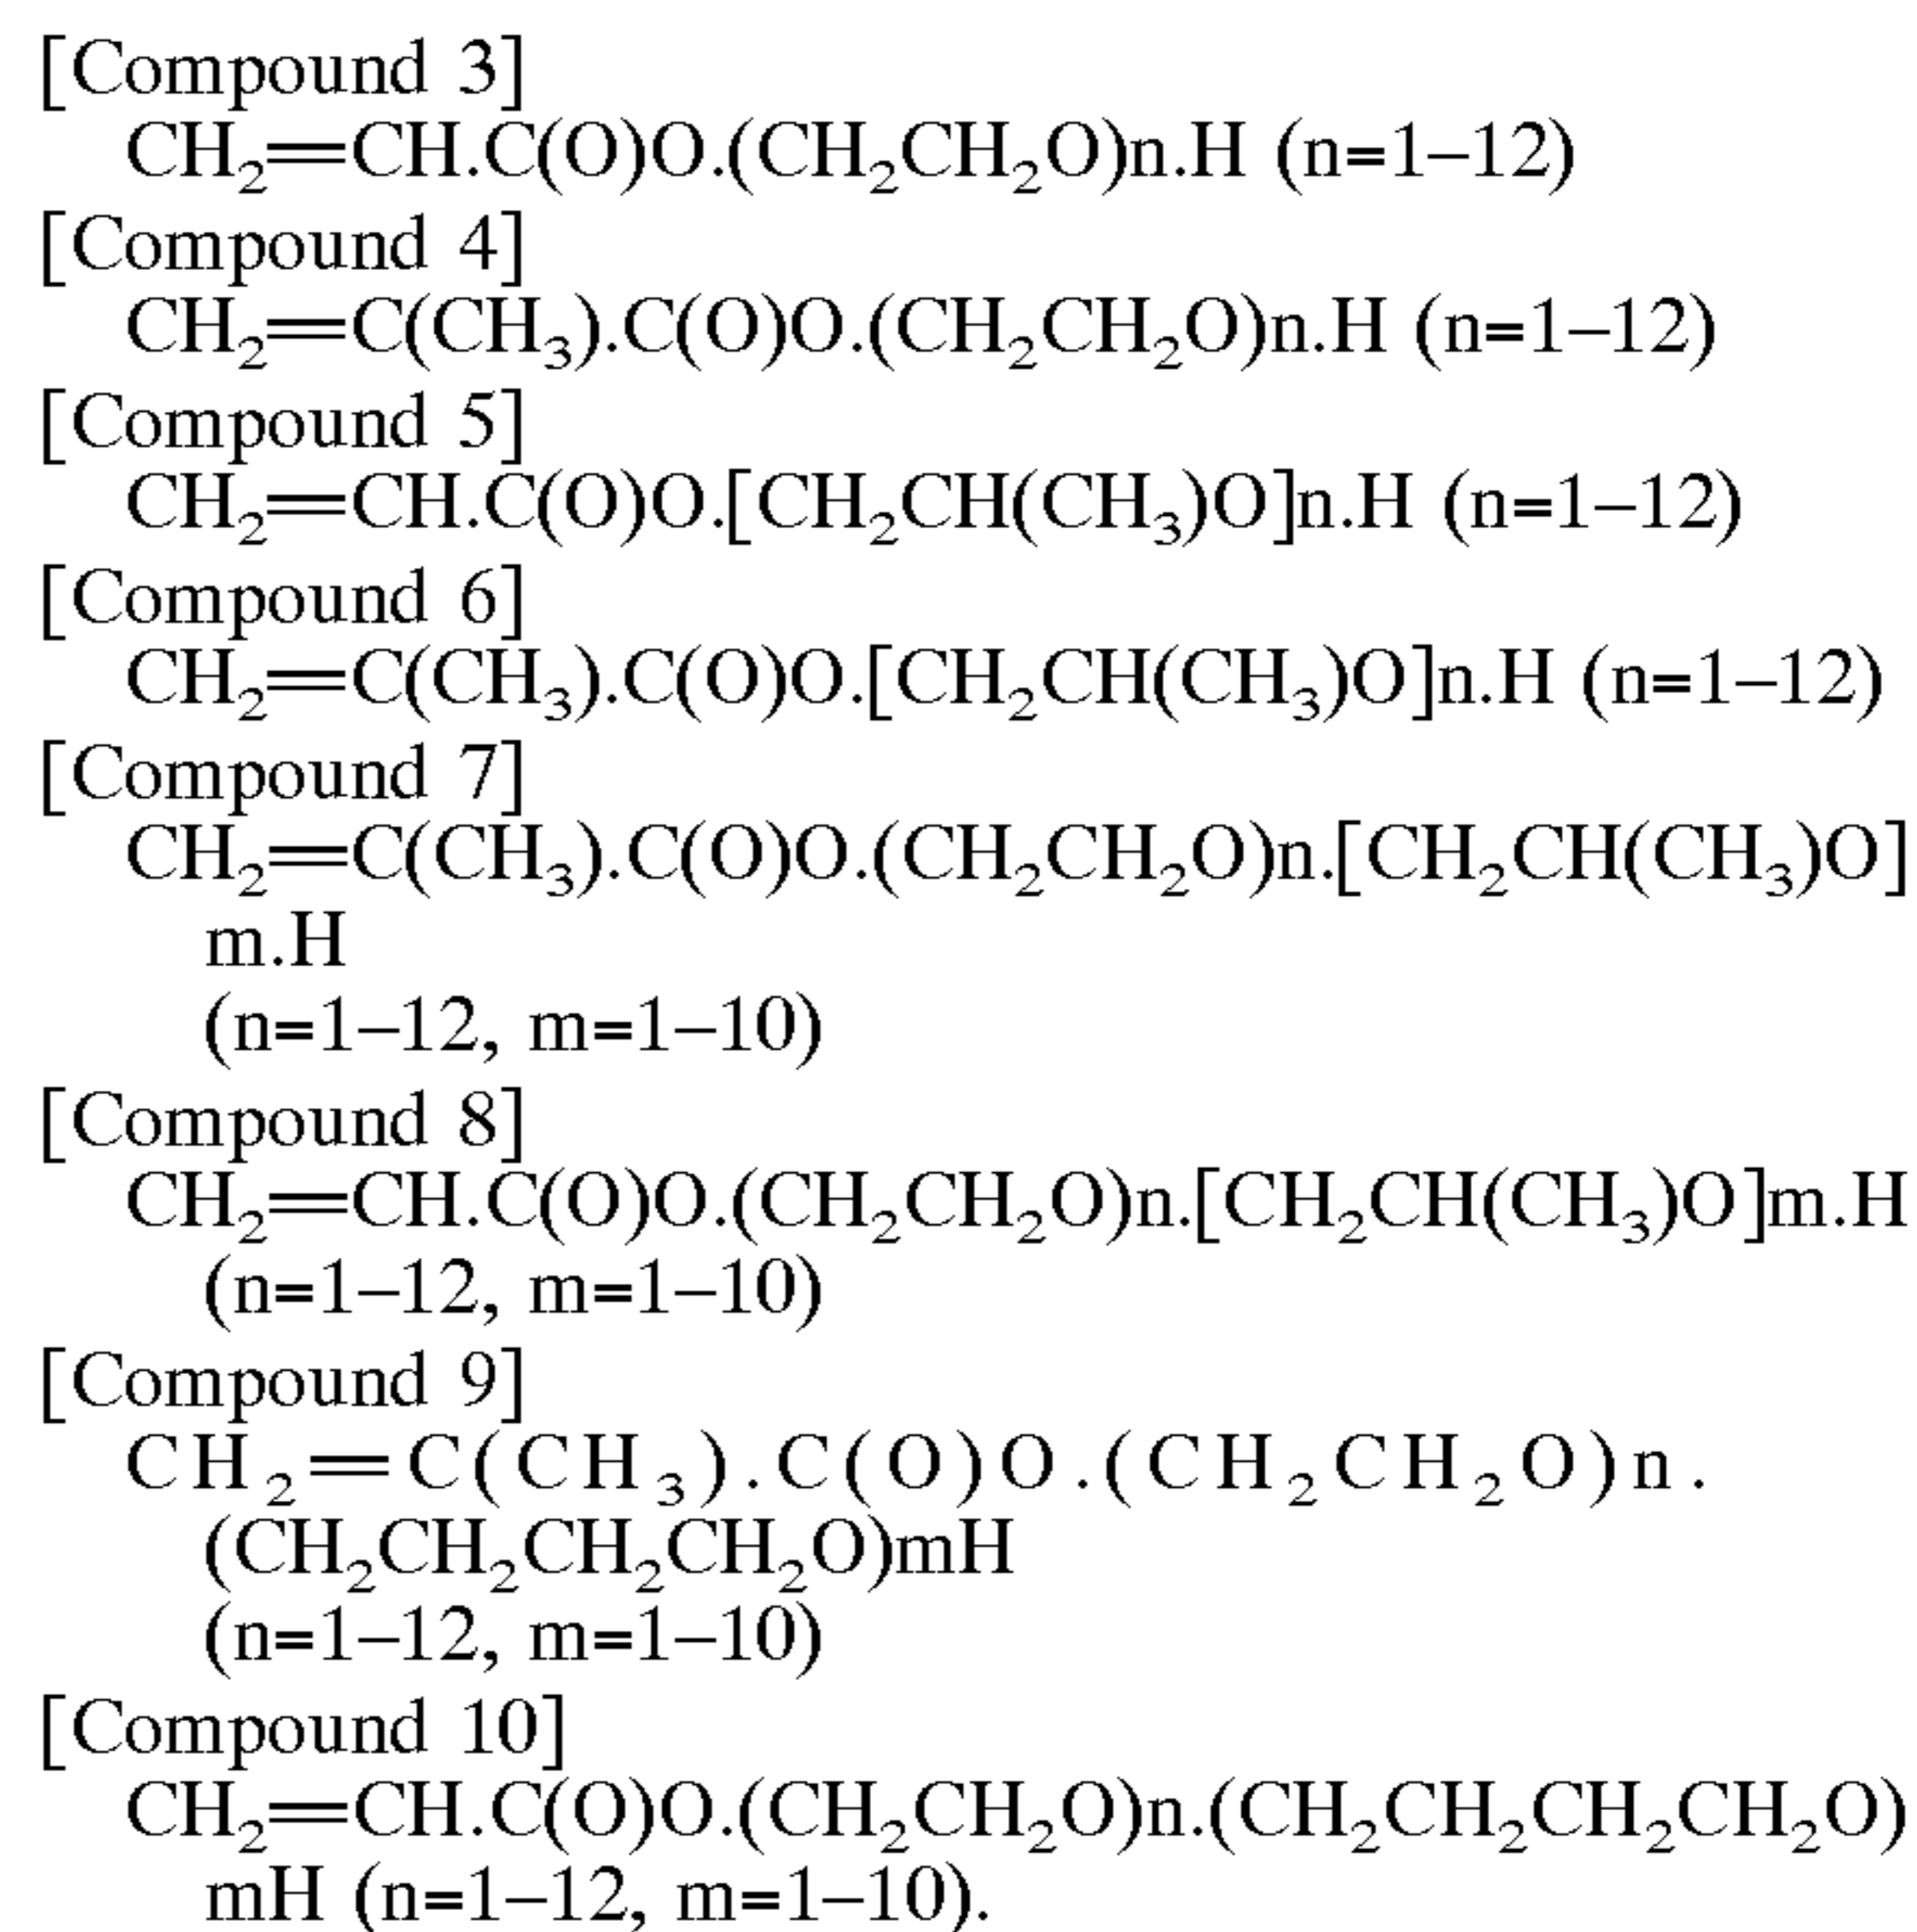 [Compound 3]
CH₂=CH.C(O)O.(CH₂CH₂O)n.H (n=1–12)
[Compound 4]
CH₂=C(CH₃).C(O)O.(CH₂CH₂O)n.H (n=1–12)
[Compound 5]
CH₂=CH.C(O)O.[CH₂CH(CH₃)O]n.H (n=1–12)
[Compound 6]
CH₂=C(CH₃).C(O)O.[CH₂CH(CH₃)O]n.H (n=1–12)
[Compound 7]
CH₂=C(CH₃).C(O)O.(CH₂CH₂O)n.[CH₂CH(CH₃)O]
m.H
(n=1–12, m=1–10)
[Compound 8]
CH₂=CH.C(O)O.(CH₂CH₂O)n.[CH₂CH(CH₃)O]m.H
(n=1–12, m=1–10)
[Compound 9]
CH₂=C(CH₃).C(O)O.(CH₂CH₂O)n.
(CH₂CH₂CH₂CH₂O)mH
(n=1–12, m=1–10)
[Compound 10]
CH₂=CH.C(O)O.(CH₂CH₂O)n.(CH₂CH₂CH₂CH₂O)
mH (n=1–12, m=1–10).